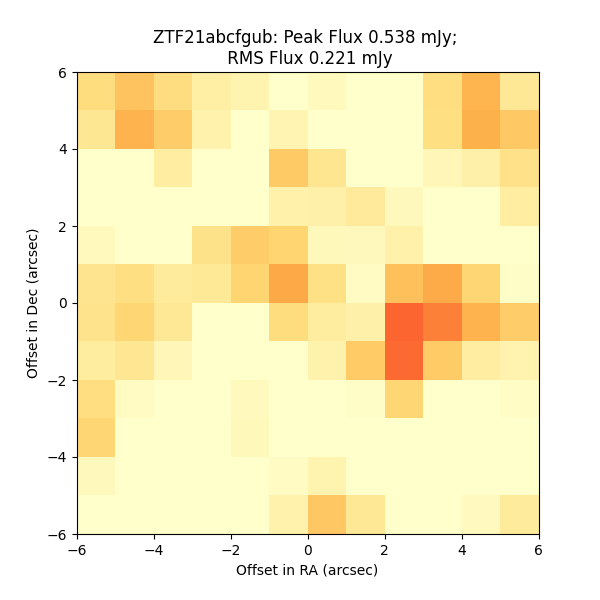 ZTF21abcfgub: Peak Flux 0.538 mJy;
RMS Flux 0.221 mJy
6
4
2
0
−2
−4
−6
Offset in Dec (arcsec)
−6 −4 −2 0 2 4 6
Offset in RA (arcsec)